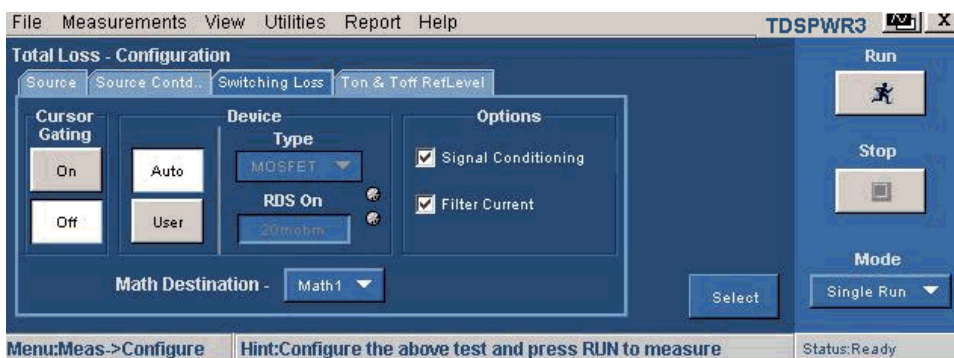 File Measurements View Utilities Report Help TDSPWR3 X
Total Loss - Configuration
Source Source Contd.. Switching Loss Ton & Toff RefLevel
Cursor Gating
On
Off
Device
Auto
User
Type
MOSFET
RDS On
20mohm
Options
Signal Conditioning
Filter Current
Math Destination - Math1
Select
Run
Stop
Mode
Single Run
Menu:Meas->Configure Hint:Configure the above test and press RUN to measure Status:Ready